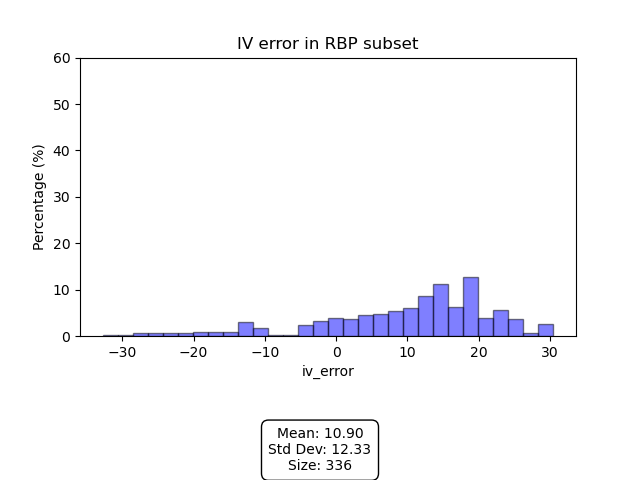 IV error in RBP subset
60
50
40
30
20
10
0
Percentage (%)
−30
−20
−10
0
10
20
30
iv_error
Mean: 10.90
Std Dev: 12.33
Size: 336